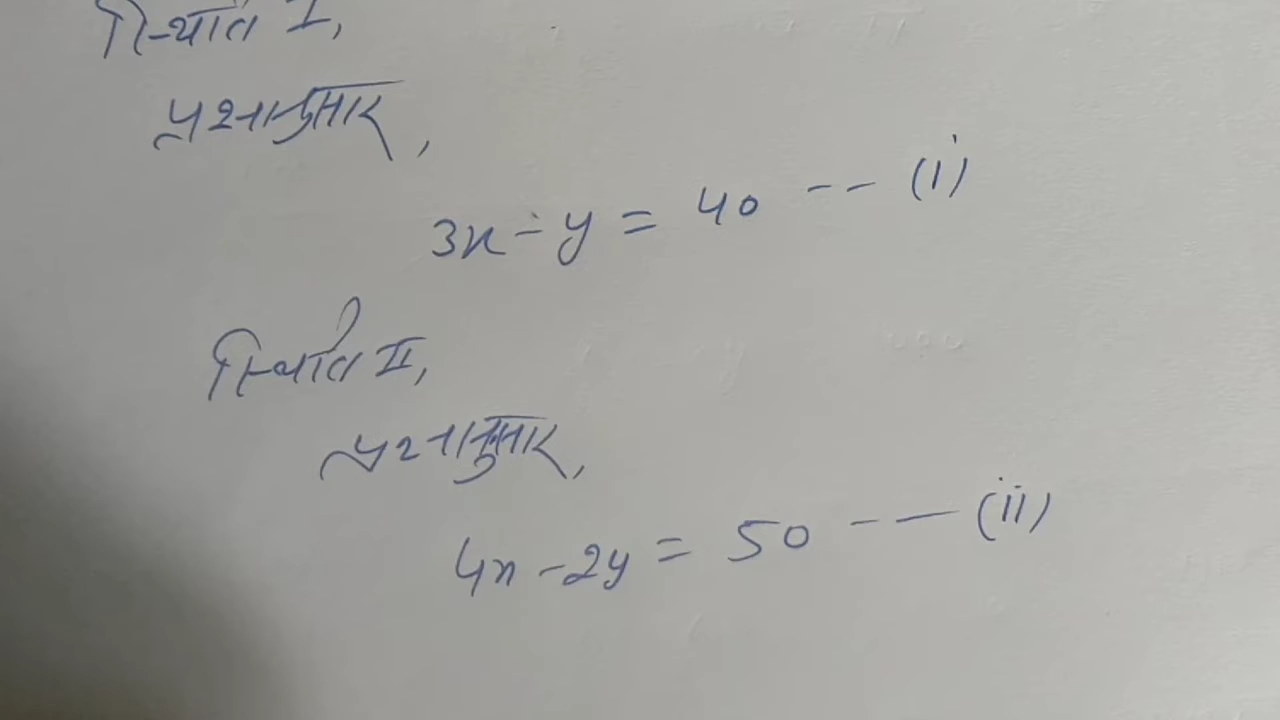 स्थिति I,
प्रश्नानुसार,
3x - y = 40 -- (i)
स्थिति II,
प्रश्नानुसार,
4x - 2y = 50 -- (ii)